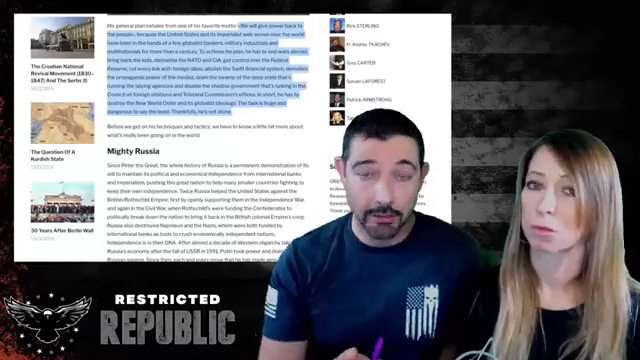 The Croatian National
Revival Movement (1830–
1847) And The Serbs (I)
The Question Of A
Kurdish State
30 Years After Berlin Wall
His general plan exhales from one of his favorite motto «We will give power back to
the people», because the United States and its imperialist web woven over the world
have been in the hands of a few globalist bankers, military industrials and
multinationals for more than a century. To achieve his plan, he has to end wars abroad,
bring back the kids, dismantle the NATO and CIA, get control over the Federal
Reserve, cut every link with foreign allies, abolish the Swift financial system, demolish
the propaganda power of the medias, drain the swamp of the deep state that's
running the spying agencies and disable the shadow government that's lurking in the
Council on foreign relations and Trilateral Commission's offices. In short, he has to
destroy the New World Order and its globalist ideology. The task is huge and
dangerous to say the least. Thankfully, he's not alone.
Before we get on his techniques and tactics, we have to know a little bit more about
what's really been going on in the world.
Mighty Russia
Since Peter the Great, the whole history of Russia is a permanent demonstration of its
will to maintain its political and economic independence from international banks
and imperialism, pushing this great nation to help many smaller countries fighting to
keep their own independence. Twice Russia helped the United States against the
British/Rothschild Empire; first by openly supporting them in the Independence War,
and again in the Civil War, when Rothschild's were funding the Confederates to
politically break down the nation to bring it back in the British colonial Empire's corp.
Russia also destroyed Napoleon and the Nazis, whom were both funded by
international banks as tools to crush economically independent nations.
Independence is in their DNA. After almost a decade of Western oligarchy
Russia's economy after the fall of USSR in 1991, Putin took power and
Russian swamp. Since then, each and every move that he has made
Rick STERLING
Fr Andrej TKACHEV
Gary CARTER
Sylvain LAFOREST
Patrick ARMSTRONG
RESTRICTED
REPUBLIC